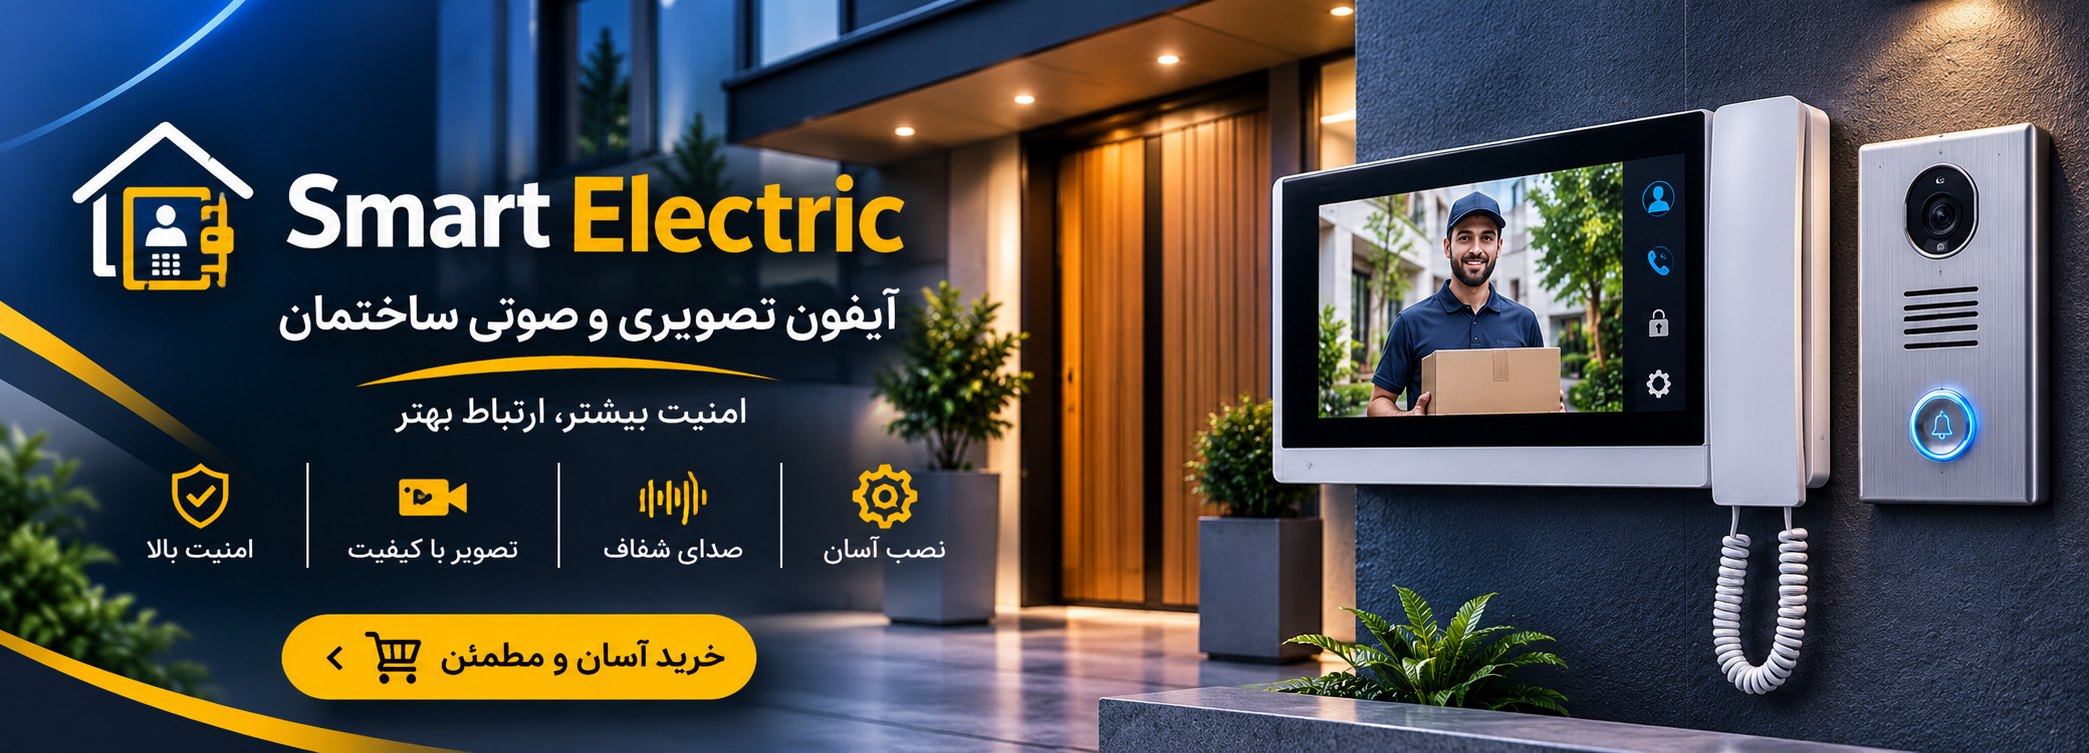 Smart Electric
آیفون تصویری و صوتی ساختمان
امنیت بیشتر، ارتباط بهتر
نصب آسان
صدای شفاف
تصویر با کیفیت
امنیت بالا
خرید آسان و مطمئن